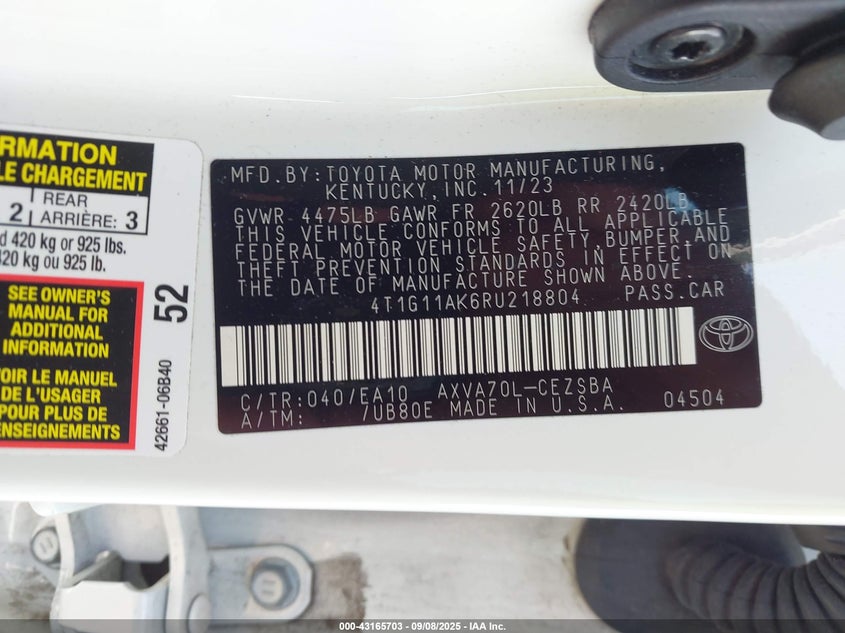 RMATION
E CHARGEMENT
2 REAR
ARRIÈRE: 3
d 420 kg or 925 lbs.
420 kg ou 925 lb.
SEE OWNER'S
MANUAL FOR
ADDITIONAL
INFORMATION
OIR LE MANUEL
DE L'USAGER
POUR PLUS DE
ENSEIGNEMENTS
52
42661-06B40
MFD.BY:TOYOTA MOTOR MANUFACTURING,
KENTUCKY,INC.11/23
GVWR 4475LB GAWR FR 2620LB RR 2420LB
THIS VEHICLE CONFORMS TO ALL APPLICABLE
FEDERAL MOTOR VEHICLE SAFETY,BUMPER,AND
THEFT PREVENTION STANDARDS IN EFFECT ON
THE DATE OF MANUFACTURE SHOWN ABOVE.
4T1G11AK6RU218804 PASS.CAR
C/TR:040/EA10 AXVA70L-CEZSBA
A/TM: 7UB80E MADE IN U.S.A. 04504
000-43165703 - 09/08/2025 - IAA Inc.